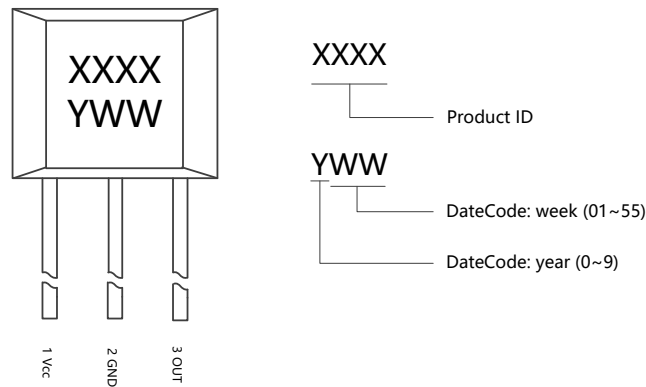 XXXX
YWW
XXXX
Product ID
YWW
DateCode: week (01~55)
DateCode: year (0~9)
1 Vcc
2 GND
3 OUT